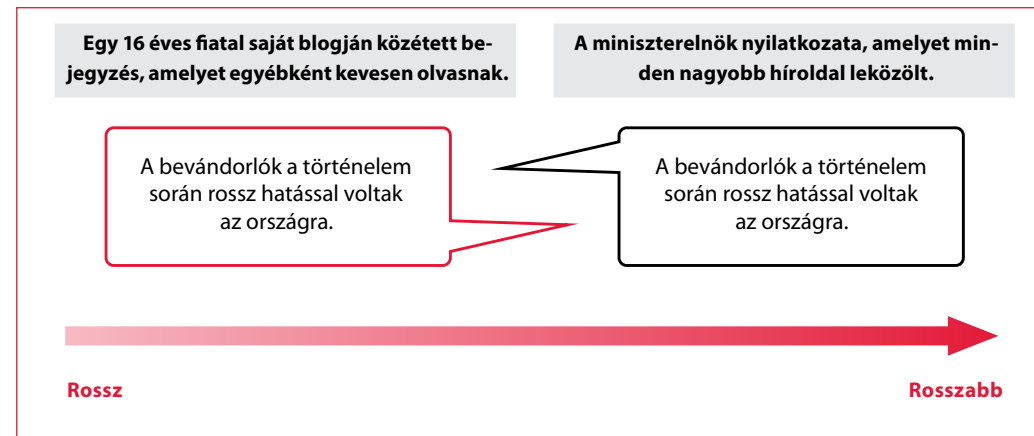 Egy 16 éves fiatal saját blogján közétett be-
jegyzés, amelyet egyébként kevesen olvasnak.
A miniszterelnök nyilatkozata, amelyet min-
den nagyobb híroldal leközölt.
A bevándorlók a történelem
során rossz hatással voltak
az országra.
A bevándorlók a történelem
során rossz hatással voltak
az országra.
Rossz
Rosszabb